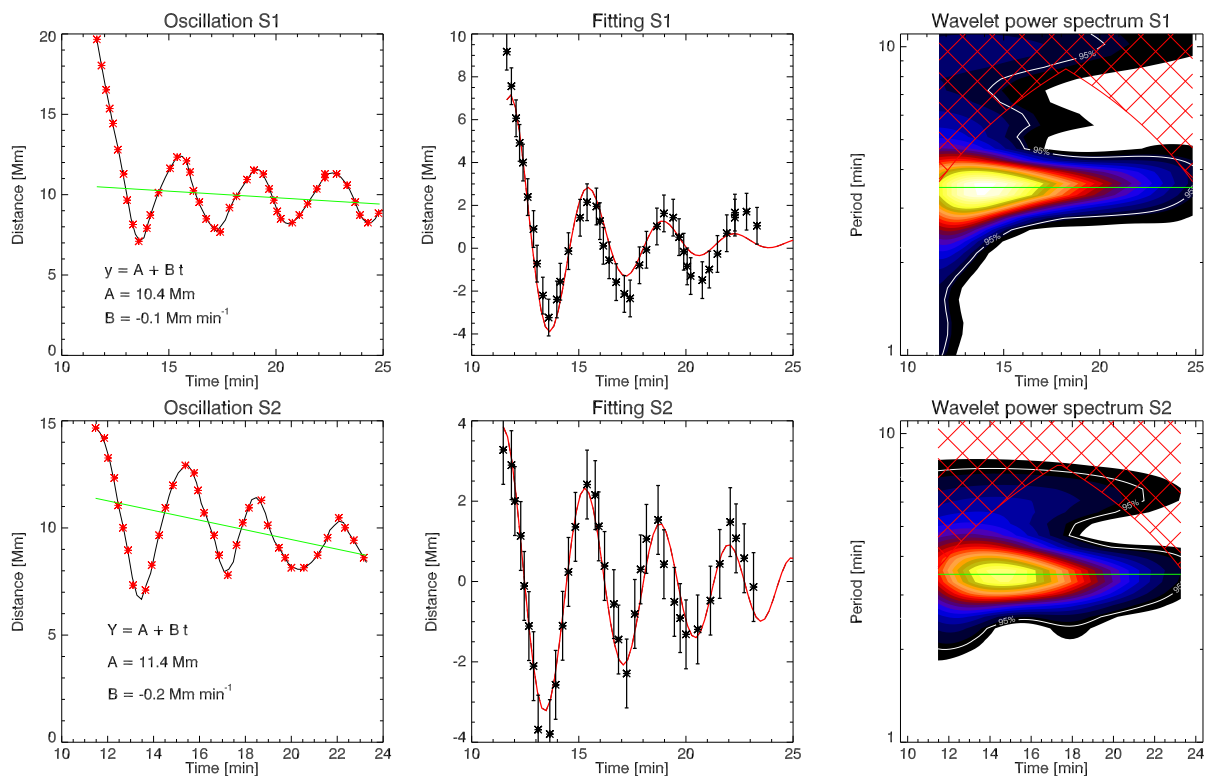 Oscillation S1
20
15
10
5
0
10
15
20
25
Distance [Mm]
Time [min]
y = A + B t
A = 10.4 Mm
B = -0.1 Mm min⁻¹
Fitting S1
10
8
6
4
2
0
-2
-4
10
15
20
25
Distance [Mm]
Time [min]
Wavelet power spectrum S1
10
1
10
15
20
25
Period [min]
Time [min]
95%
95%
95%
95
Oscillation S2
15
10
5
0
10
12
14
16
18
20
22
24
Distance [Mm]
Time [min]
Y = A + B t
A = 11.4 Mm
B = -0.2 Mm min⁻¹
Fitting S2
4
2
0
-2
-4
10
15
20
25
Distance [Mm]
Time [min]
Wavelet power spectrum S2
10
1
10
12
14
16
18
20
22
24
Period [min]
Time [min]
95%
95%
95